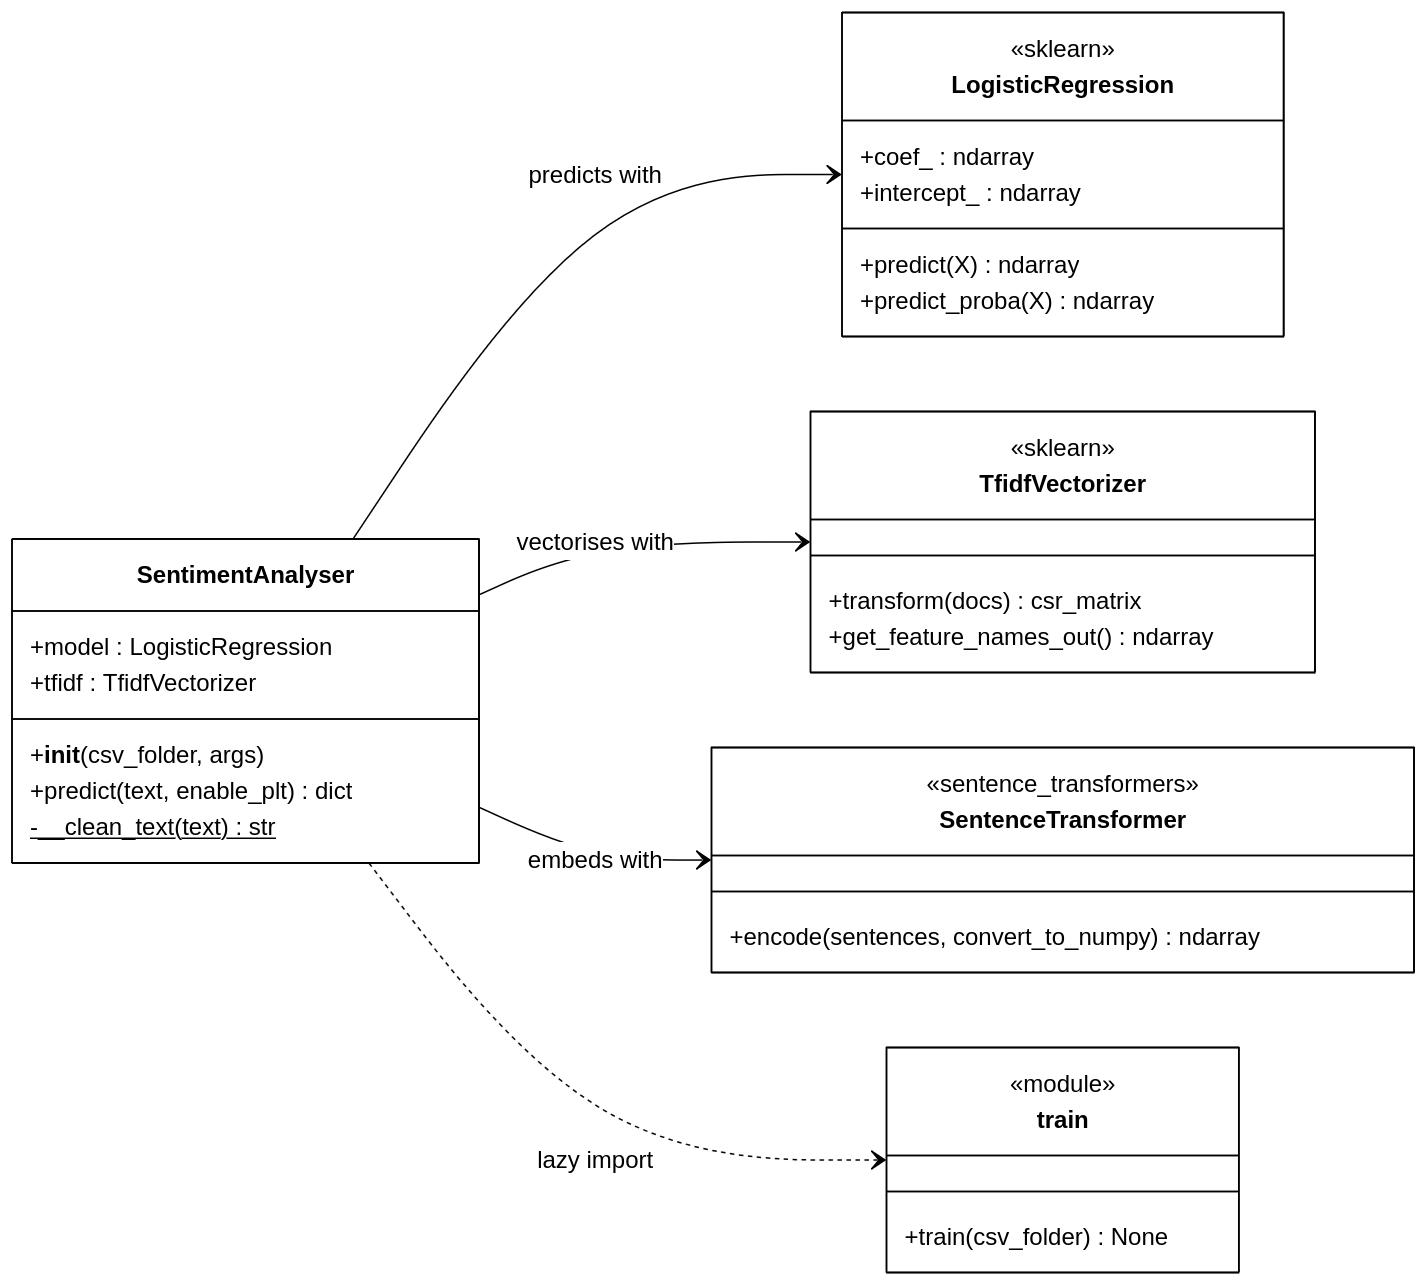 «sklearn»
LogisticRegression
+coef_ : ndarray
+intercept_ : ndarray
+predict(X) : ndarray
+predict_proba(X) : ndarray
predicts with
«sklearn»
TfidfVectorizer
+transform(docs) : csr_matrix
+get_feature_names_out() : ndarray
vectorises with
SentimentAnalyser
+model : LogisticRegression
+tfidf : TfidfVectorizer
+init(csv_folder, args)
+predict(text, enable_plt) : dict
-__clean_text(text) : str
embeds with
«sentence_transformers»
SentenceTransformer
+encode(sentences, convert_to_numpy) : ndarray
lazy import
«module»
train
+train(csv_folder) : None